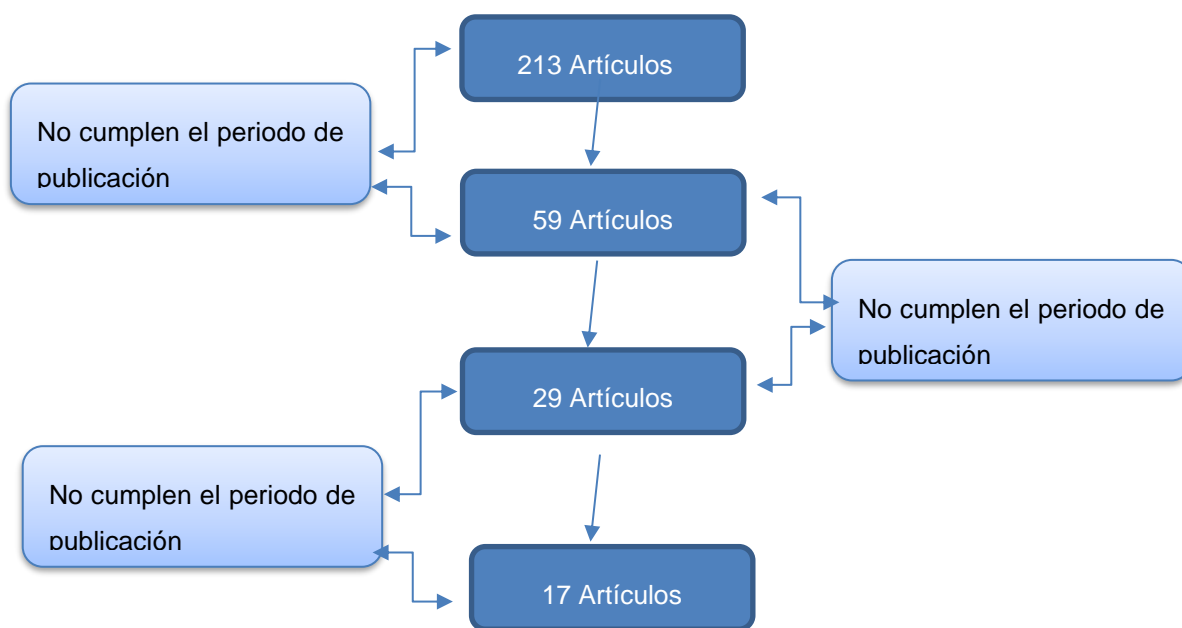 213 Artículos
No cumplen el periodo de
publicación
59 Artículos
No cumplen el periodo de
publicación
29 Artículos
No cumplen el periodo de
publicación
17 Artículos